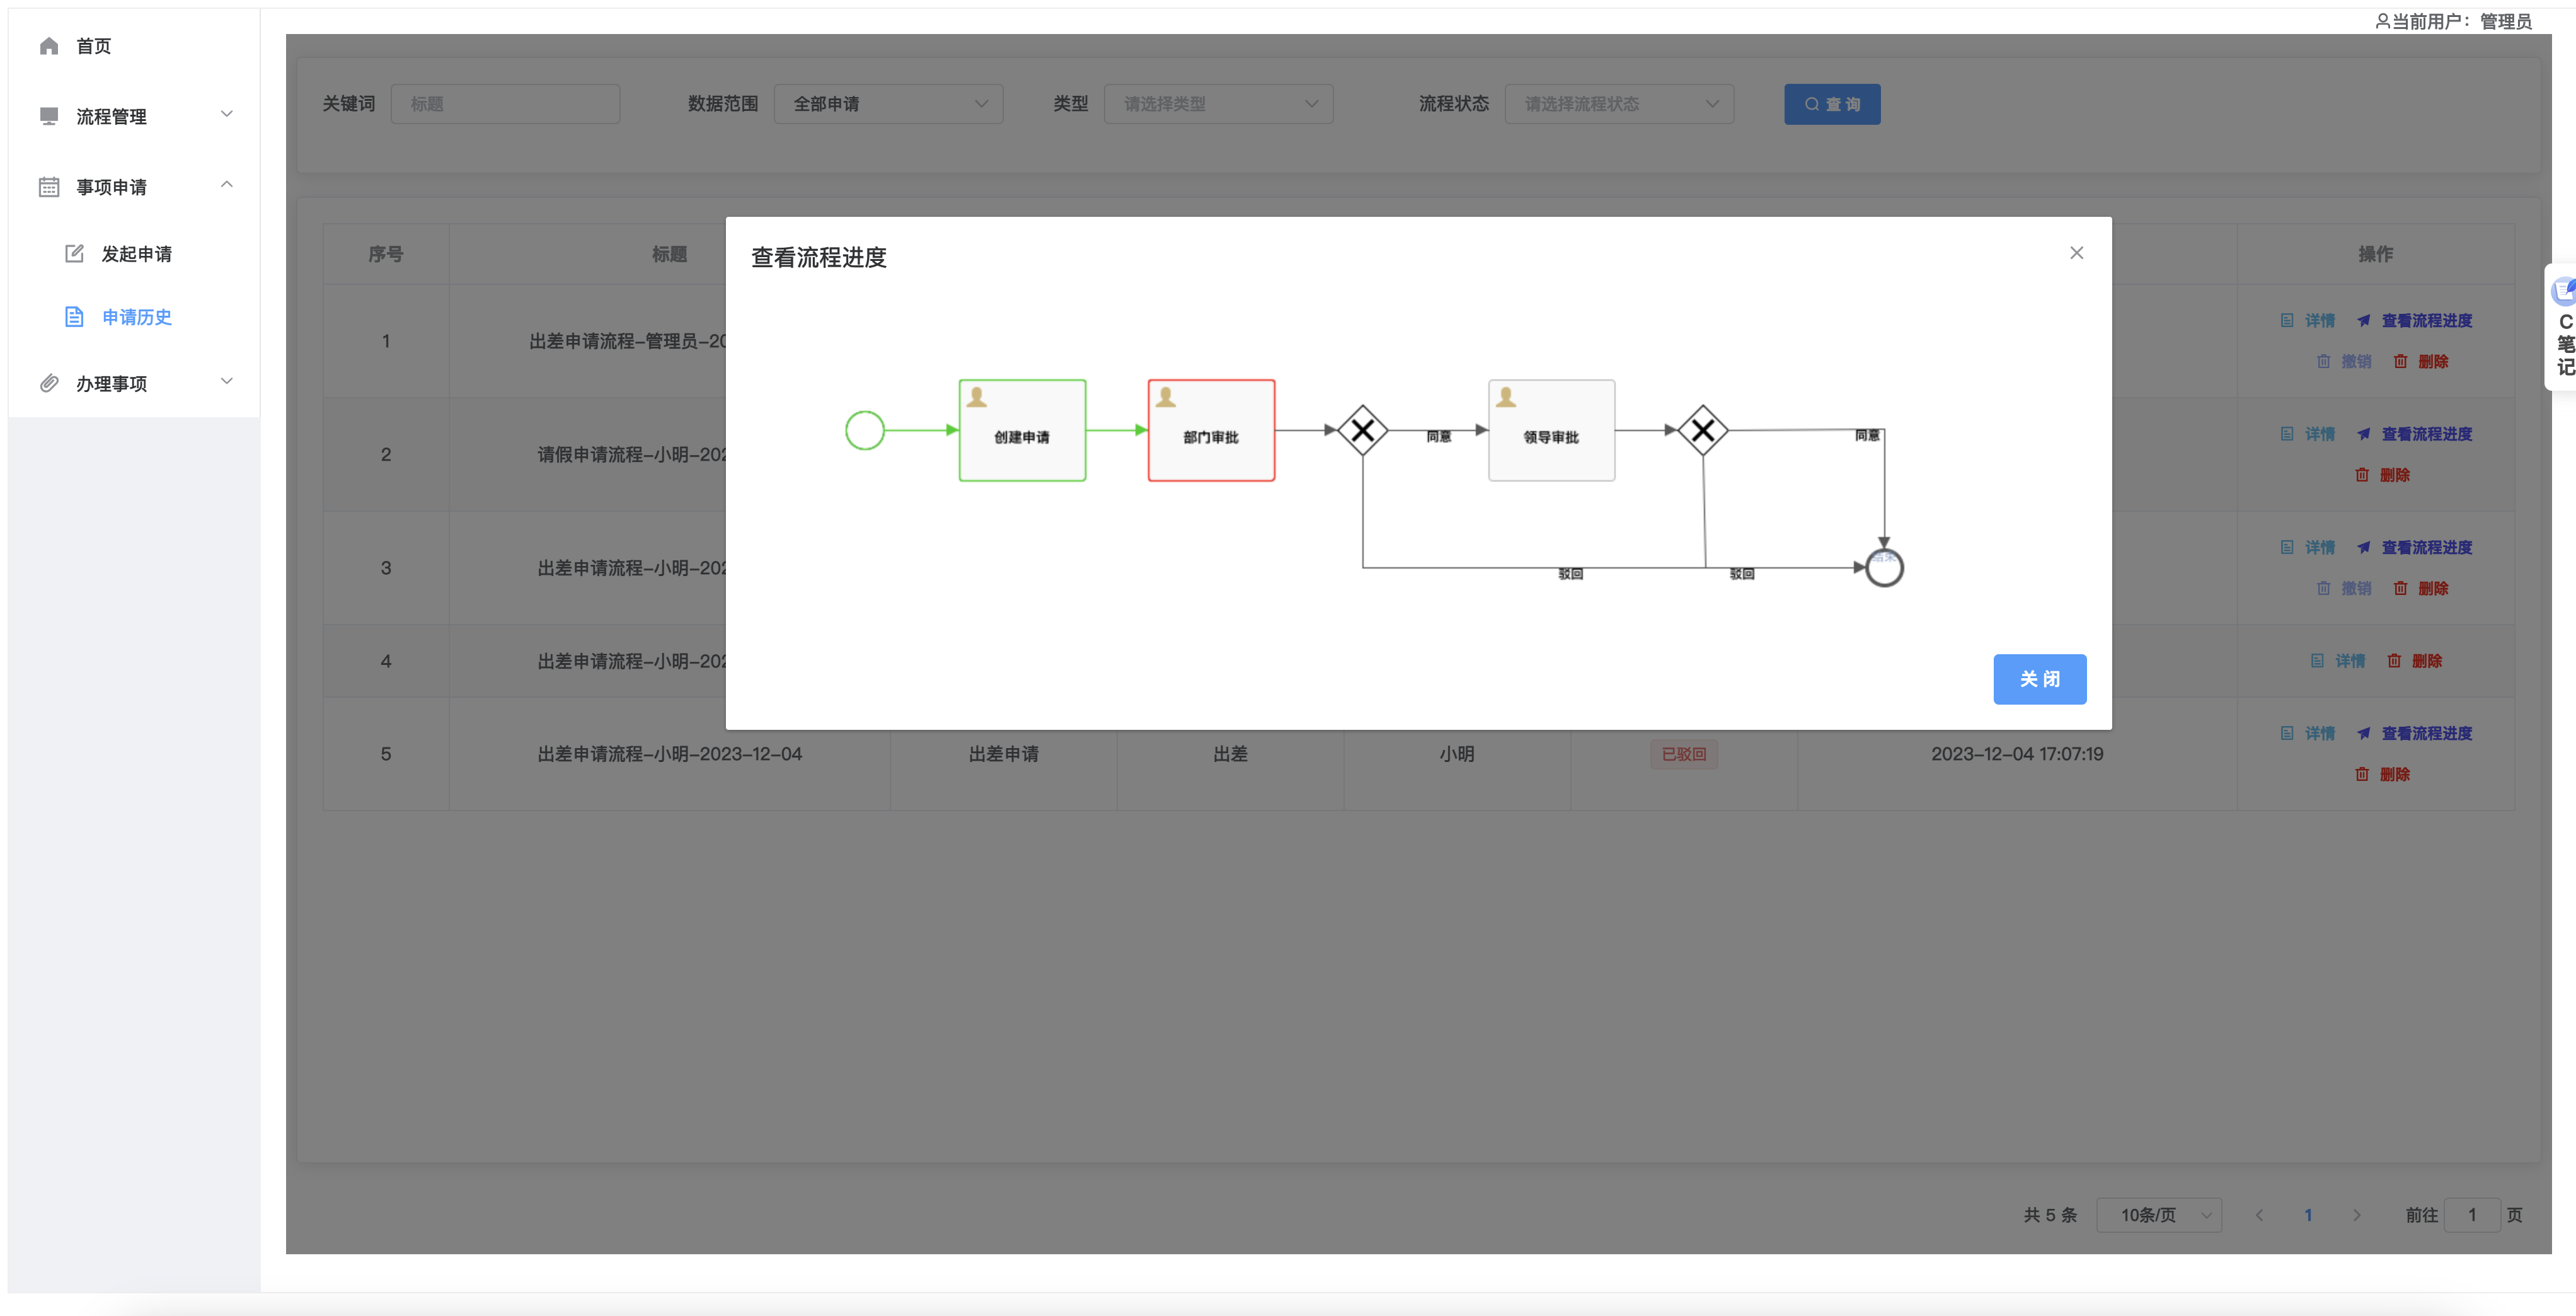 当前用户：管理员
首页
流程管理
事项申请
发起申请
申请历史
办理事项
关键词 标题 数据范围 全部申请 类型 请选择类型 流程状态 请选择流程状态 查 询
序号 标题 操作
1 出差申请流程-管理员-20 详情 查看流程进度
撤销 删除
2 请假申请流程-小明-202 详情 查看流程进度
删除
3 出差申请流程-小明-202 详情 查看流程进度
撤销 删除
4 出差申请流程-小明-202 详情 删除
5 出差申请流程-小明-2023-12-04 出差申请 出差 小明 已驳回 2023-12-04 17:07:19 详情 查看流程进度
删除
查看流程进度
创建申请 部门审批 同意 领导审批 同意
结束
驳回 驳回
关 闭
C
笔
记
共 5 条 10条/页 1 前往 1 页